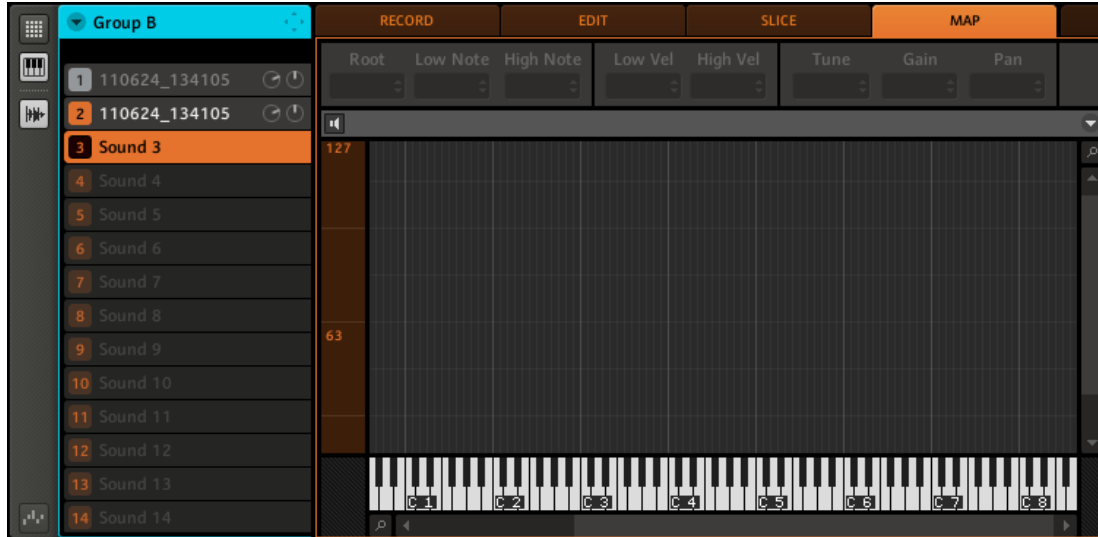 Group B
RECORD EDIT SLICE MAP
Root Low Note High Note Low Vel High Vel Tune Gain Pan
1 110624_134105
2 110624_134105
3 Sound 3
4 Sound 4
5 Sound 5
6 Sound 6
7 Sound 7
8 Sound 8
9 Sound 9
10 Sound 10
11 Sound 11
12 Sound 12
13 Sound 13
14 Sound 14
127
63
C 1 C 2 C 3 C 4 C 5 C 6 C 7 C 8